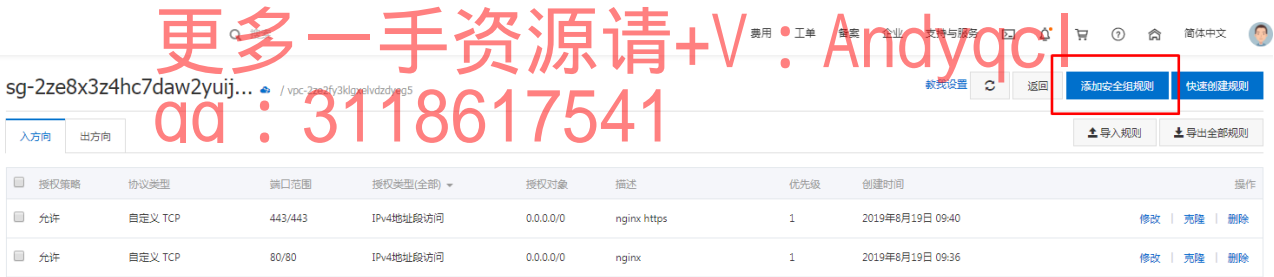 更多一手资源请+V：Andyqcl
qq：3118617541
费用 工单 备案 企业 支持与服务 简体中文
sg-2ze8x3z4hc7daw2yuij... / vpc-2ze2fy3klgxelvdzdyeg5 教我设置 返回 添加安全组规则 快速创建规则
入方向 出方向 导入规则 导出全部规则
授权策略 协议类型 端口范围 授权类型(全部) 授权对象 描述 优先级 创建时间 操作
允许 自定义 TCP 443/443 IPv4地址段访问 0.0.0.0/0 nginx https 1 2019年8月19日 09:40 修改 | 克隆 | 删除
允许 自定义 TCP 80/80 IPv4地址段访问 0.0.0.0/0 nginx 1 2019年8月19日 09:36 修改 | 克隆 | 删除